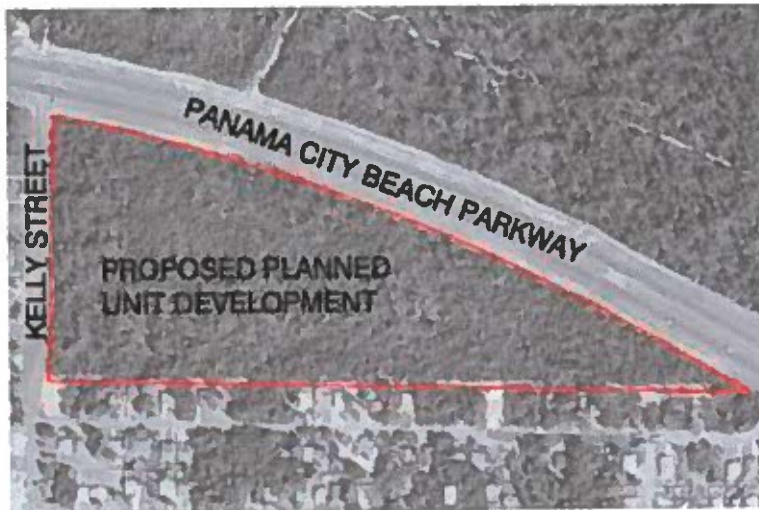 PANAMA CITY BEACH PARKWAY
KELLY STREET
PROPOSED PLANNED
UNIT DEVELOPMENT